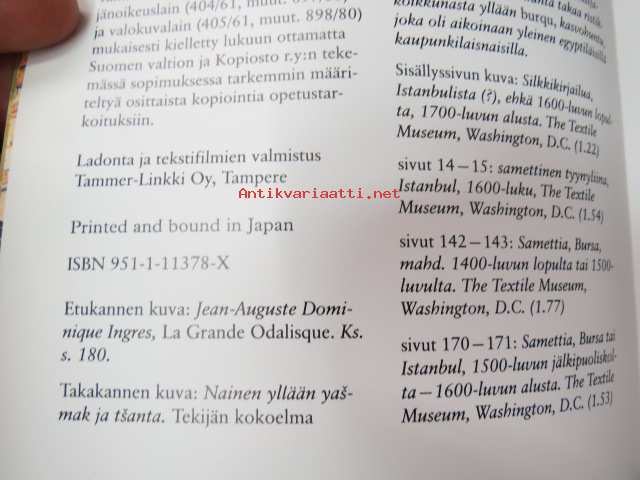 jänoikeuslain (404/61, muut.
ja valokuvalain (405/61, muut. 898/80)
mukaisesti kielletty lukuun ottamatta
Suomen valtion ja Kopiosto r.y:n teke-
mässä sopimuksessa tarkemmin määri-
teltyä osittaista kopiointia opetustar-
koituksiin.
Ladonta ja tekstifilmien valmistus
Tammer-Linkki Oy, Tampere
Printed and bound in Japan
ISBN 951-1-11378-X
Etukannen kuva: Jean-Auguste Domi-
nique Ingres, La Grande Odalisque. Ks.
s. 180.
Takakannen kuva: Nainen yllään yaš-
mak ja tšanta. Tekijän kokoelma
takaa
yllään burqu, kasvohuntu,
joka oli aikoinaan yleinen egyptiläisillä
kaupunkilaisnaisilla.
Sisällyssivun kuva: Silkkikirjailua,
Istanbulista (?), ehkä 1600-luvun lopul-
ta, 1700-luvun alusta. The Textile
Museum, Washington, D.C. (1.22)
sivut 14–15: samettinen tyynyliina,
Istanbul, 1600-luku, The Textile
Museum, Washington, D.C. (1.54)
sivut 142–143: Samettia, Bursa,
mahd. 1400-luvun lopulta tai 1500-
luvulta. The Textile Museum,
Washington, D.C. (1.77)
sivut 170–171: Samettia, Bursa tai
Istanbul, 1500-luvun jälkipuoliskol-
ta – 1600-luvun alusta. The Textile
Museum, Washington, D.C. (1.53)
Antikvariaatti.net